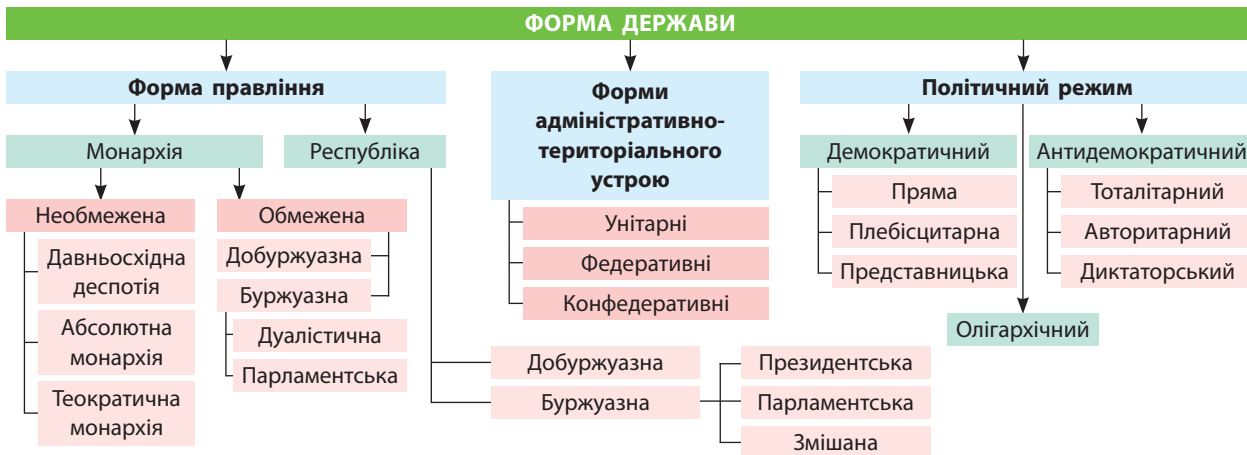 ФОРМА ДЕРЖАВИ
Форма правління
Монархія
Республіка
Необмежена
Давньосхідна
деспотія
Абсолютна
монархія
Теократична
монархія
Обмежена
Добуржуазна
Буржуазна
Дуалістична
Парламентська
Добуржуазна
Буржуазна
Президентська
Парламентська
Змішана
Форми
адміністративно-
територіального
устрою
Унітарні
Федеративні
Конфедеративні
Політичний режим
Демократичний
Пряма
Плебісцитарна
Представницька
Антидемократичний
Тоталітарний
Авторитарний
Диктаторський
Олігархічний